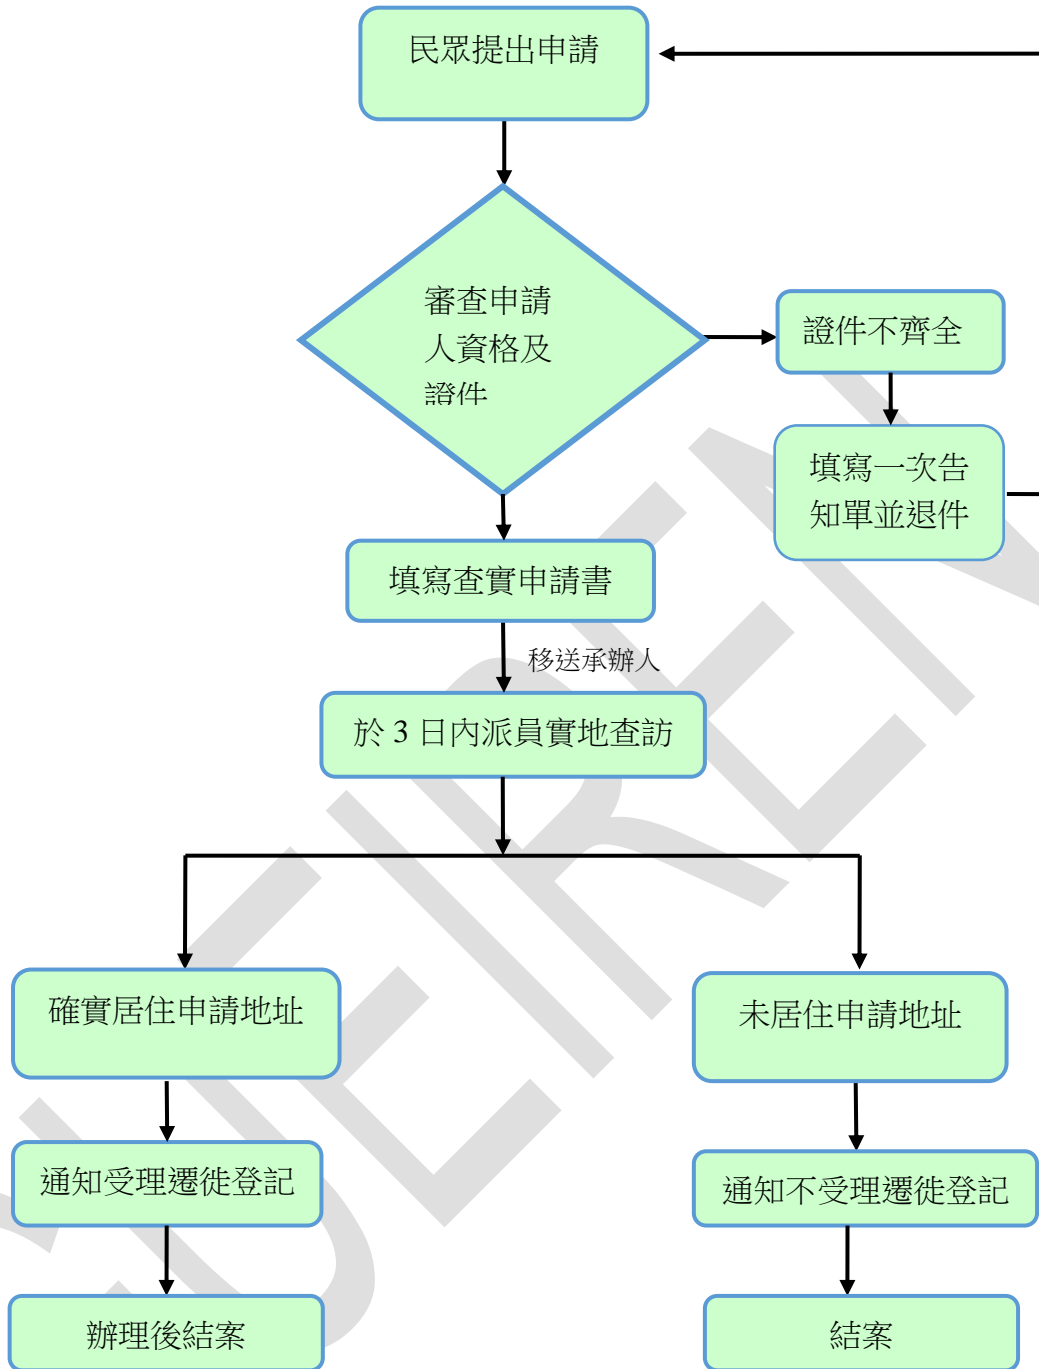 民眾提出申請
審查申請
人資格及
證件
證件不齊全
填寫一次告
知單並退件
填寫查實申請書
移送承辦人
於 3 日內派員實地查訪
確實居住申請地址
未居住申請地址
通知受理遷徙登記
通知不受理遷徙登記
辦理後結案
結案